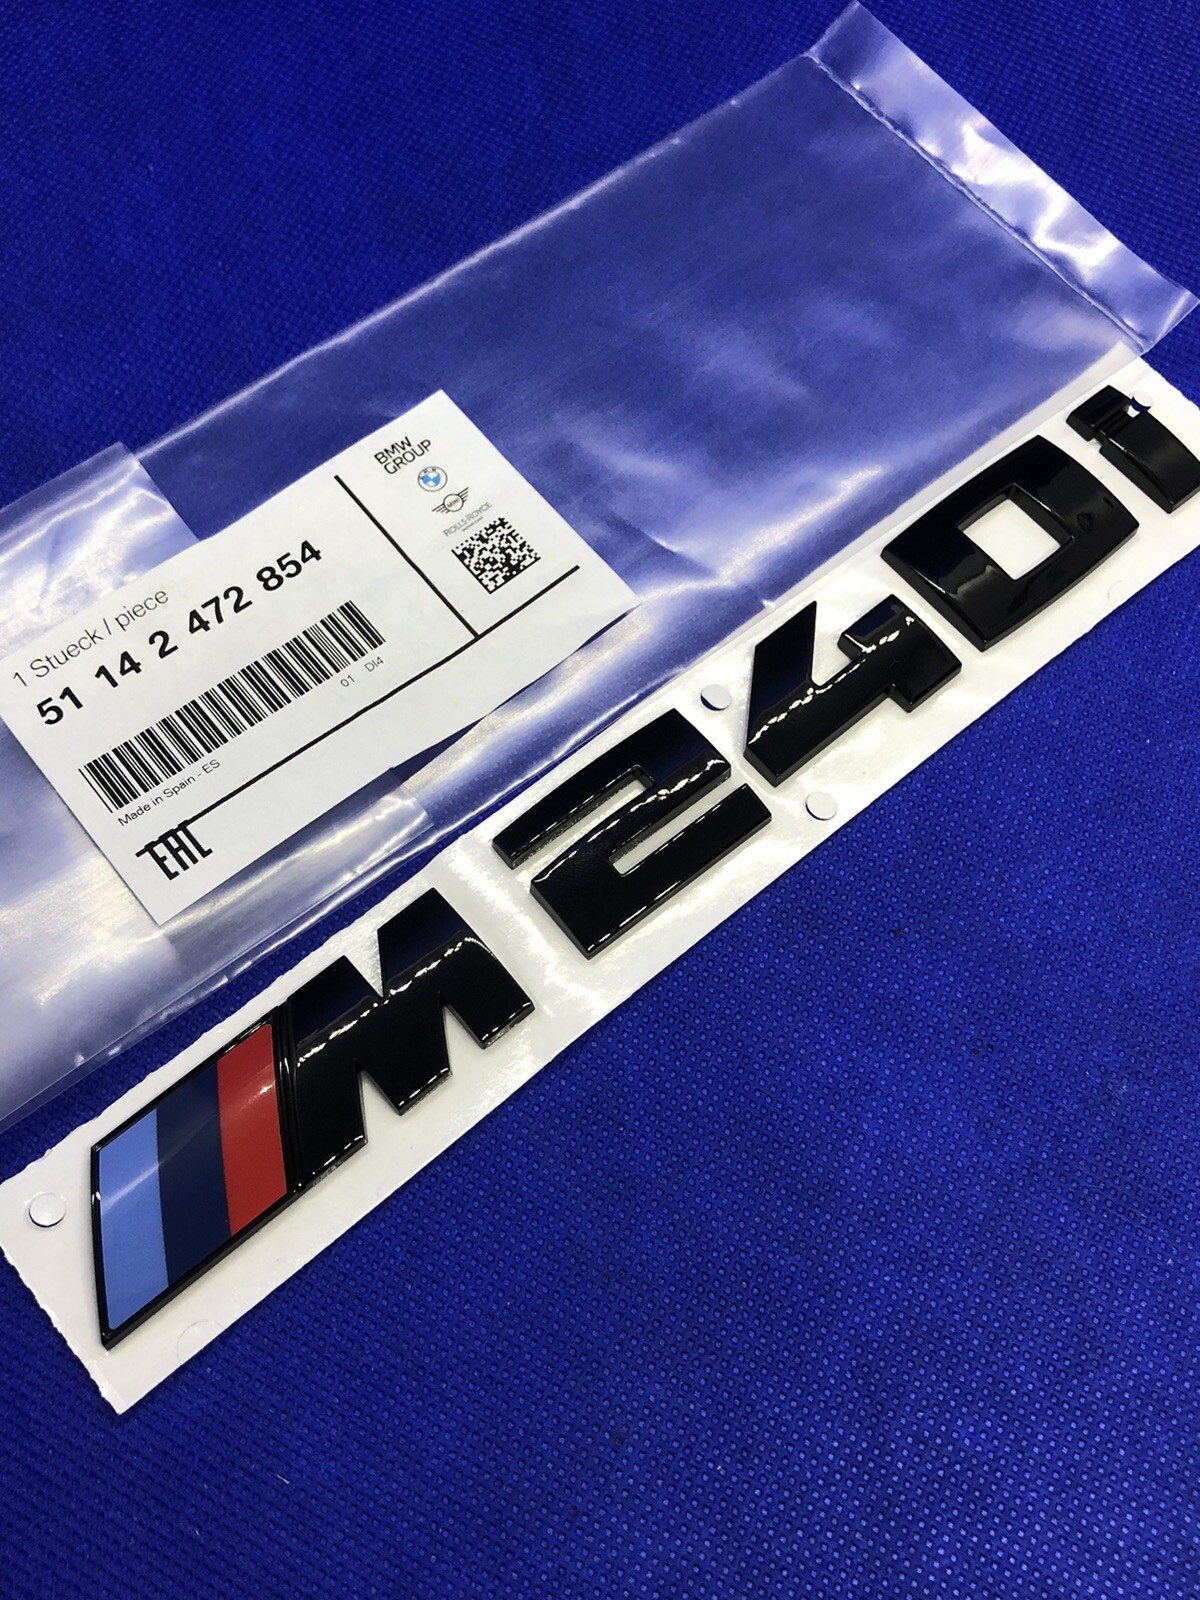 BMW
GROUP
MINI
ROLLS-ROYCE
1 Stueck / piece
51 14 2 472 854
01 DI4
Made in Spain - ES
EAC
M240i